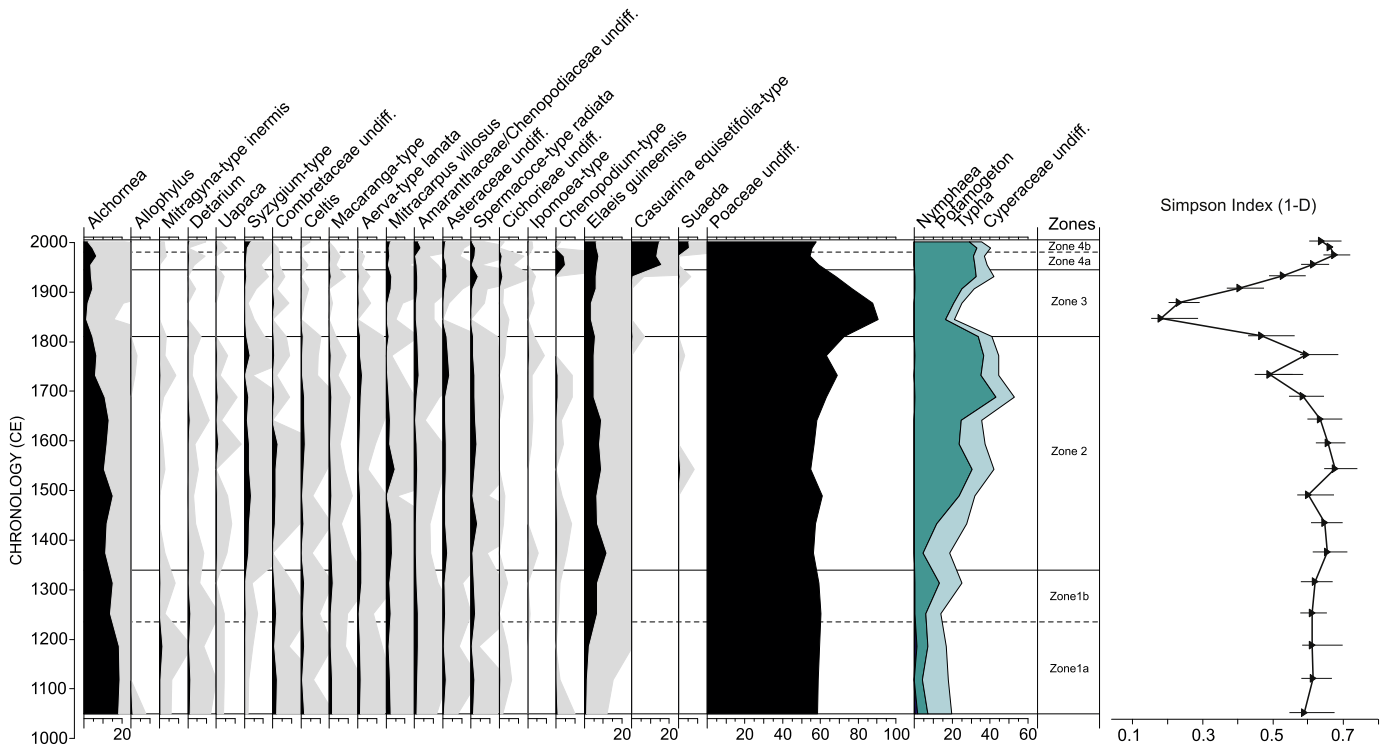 Alchornea
Allophylus
Mitragyna-type inermis
Detarium
Uapaca
Syzygium-type
Combretaceae undiff.
Celtis
Macaranga-type
Aerva-type lanata
Mitracarpus villosus
Amaranthaceae/Chenopodiaceae undiff.
Asteraceae undiff.
Spermacoce-type radiata
Cichorieae undiff.
Ipomoea-type
Chenopodium-type
Elaeis guineensis
Casuarina equisetifolia-type
Suaeda
Poaceae undiff.
Nymphaea
Potamogeton
Typha
Cyperaceae undiff.
Zones
Simpson Index (1-D)
CHRONOLOGY (CE)
2000
1900
1800
1700
1600
1500
1400
1300
1200
1100
1000
Zone 4b
Zone 4a
Zone 3
Zone 2
Zone1b
Zone1a
20 20 20 20 40 60 80 100 20 40 60
0.1 0.3 0.5 0.7